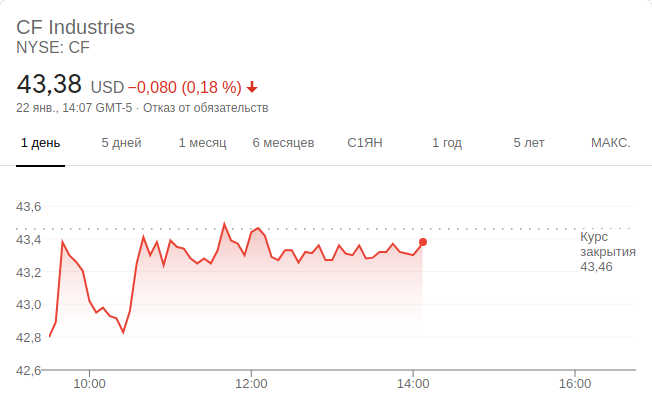 CF Industries
NYSE: CF
43,38 USD −0,080 (0,18 %)
22 янв., 14:07 GMT-5 · Отказ от обязательств
1 день 5 дней 1 месяц 6 месяцев С1ЯН 1 год 5 лет МАКС.
43,6
43,4
43,2
43,0
42,8
42,6
Курс
закрытия
43,46
10:00 12:00 14:00 16:00